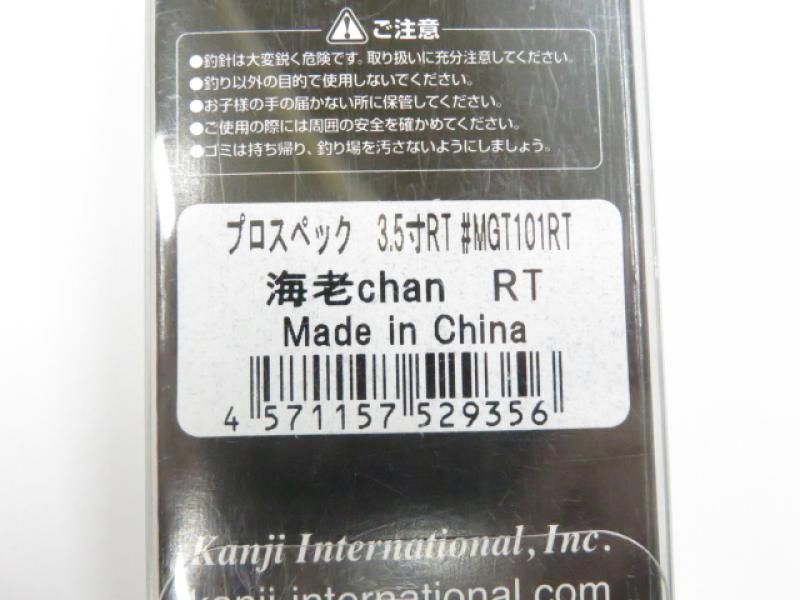 ご注意
●釣針は大変鋭く危険です。取り扱いに充分注意してください。
●釣り以外の目的で使用しないでください。
●お子様の手の届かない所に保管してください。
●ご使用の際には周囲の安全を確かめてください。
●ゴミは持ち帰り、釣り場を汚さないようにしましょう。
プロスペック 3.5寸RT #MGT101RT
海老chan RT
Made in China
4 571157 529356
Kanji International, Inc.
kanji-international.com